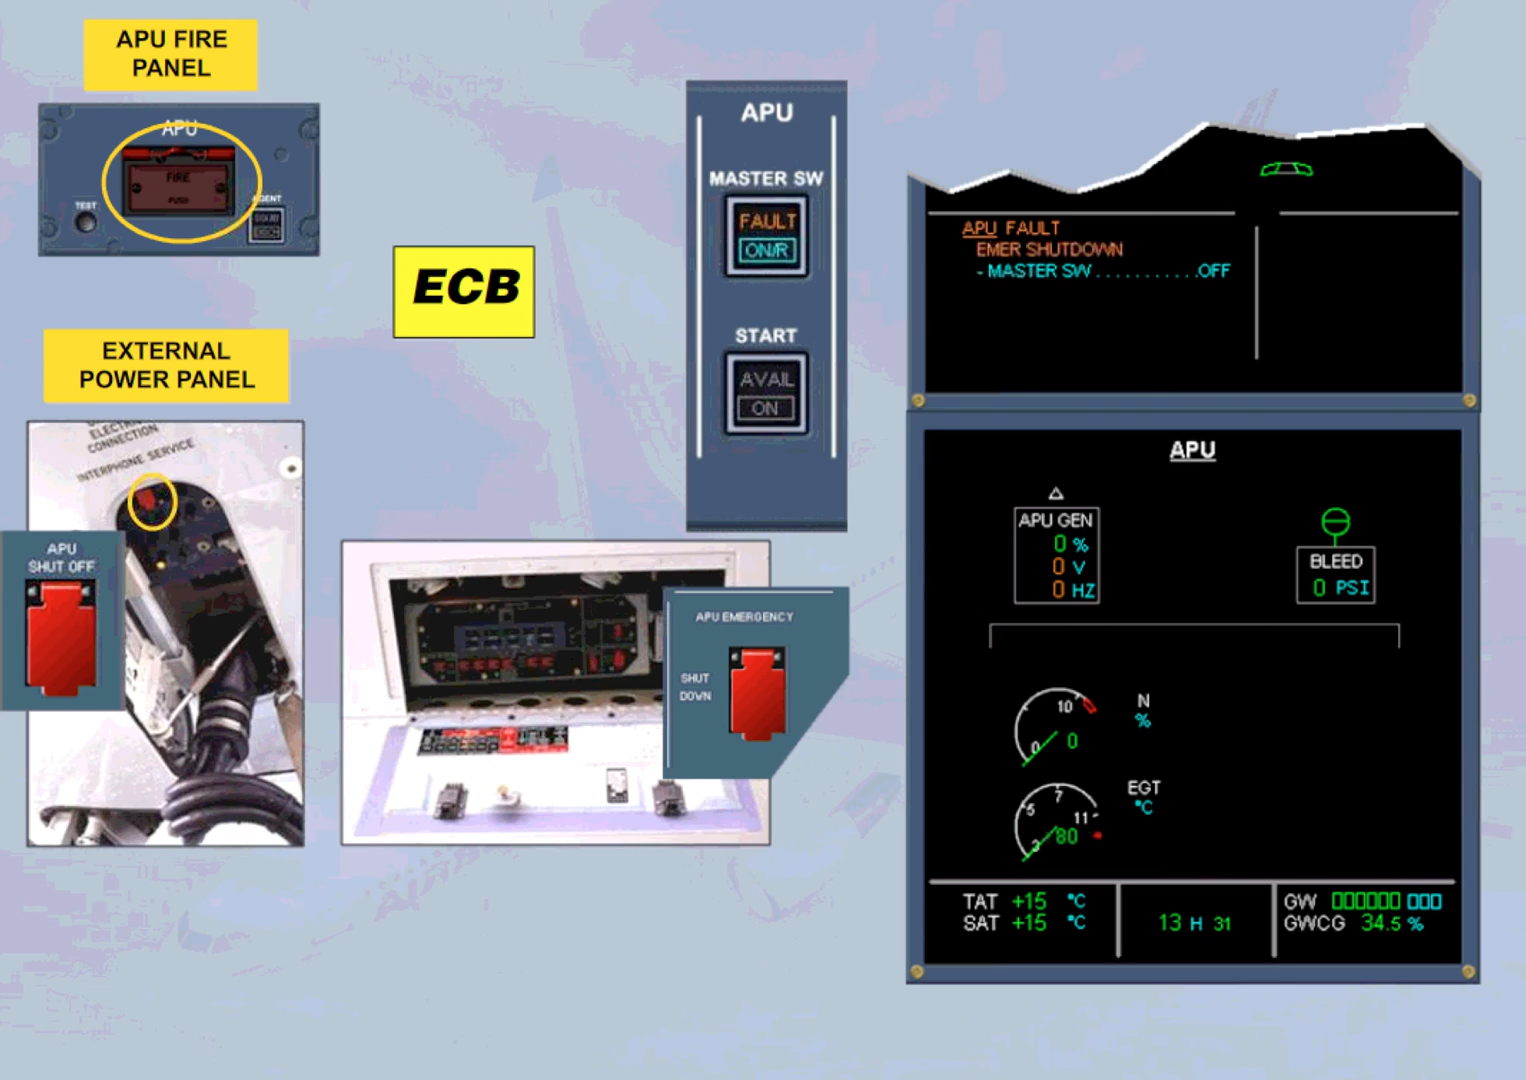 APU FIRE
PANEL
APU
FIRE
PUSH
TEST
AGENT
ECB
EXTERNAL
POWER PANEL
CONNECTION
INTERPHONE SERVICE
APU
SHUT OFF
APU EMERGENCY
SHUT
DOWN
APU
MASTER SW
FAULT
ON/R
START
AVAIL
ON
APU FAULT
EMER SHUTDOWN
- MASTER SW...........OFF
APU
APU GEN
0 %
0 V
0 HZ
BLEED
0 PSI
10
0
0
N
%
7
5
11
3
80
EGT
°C
TAT +15 °C
SAT +15 °C
13 H 31
GW
GWCG 34.5 %